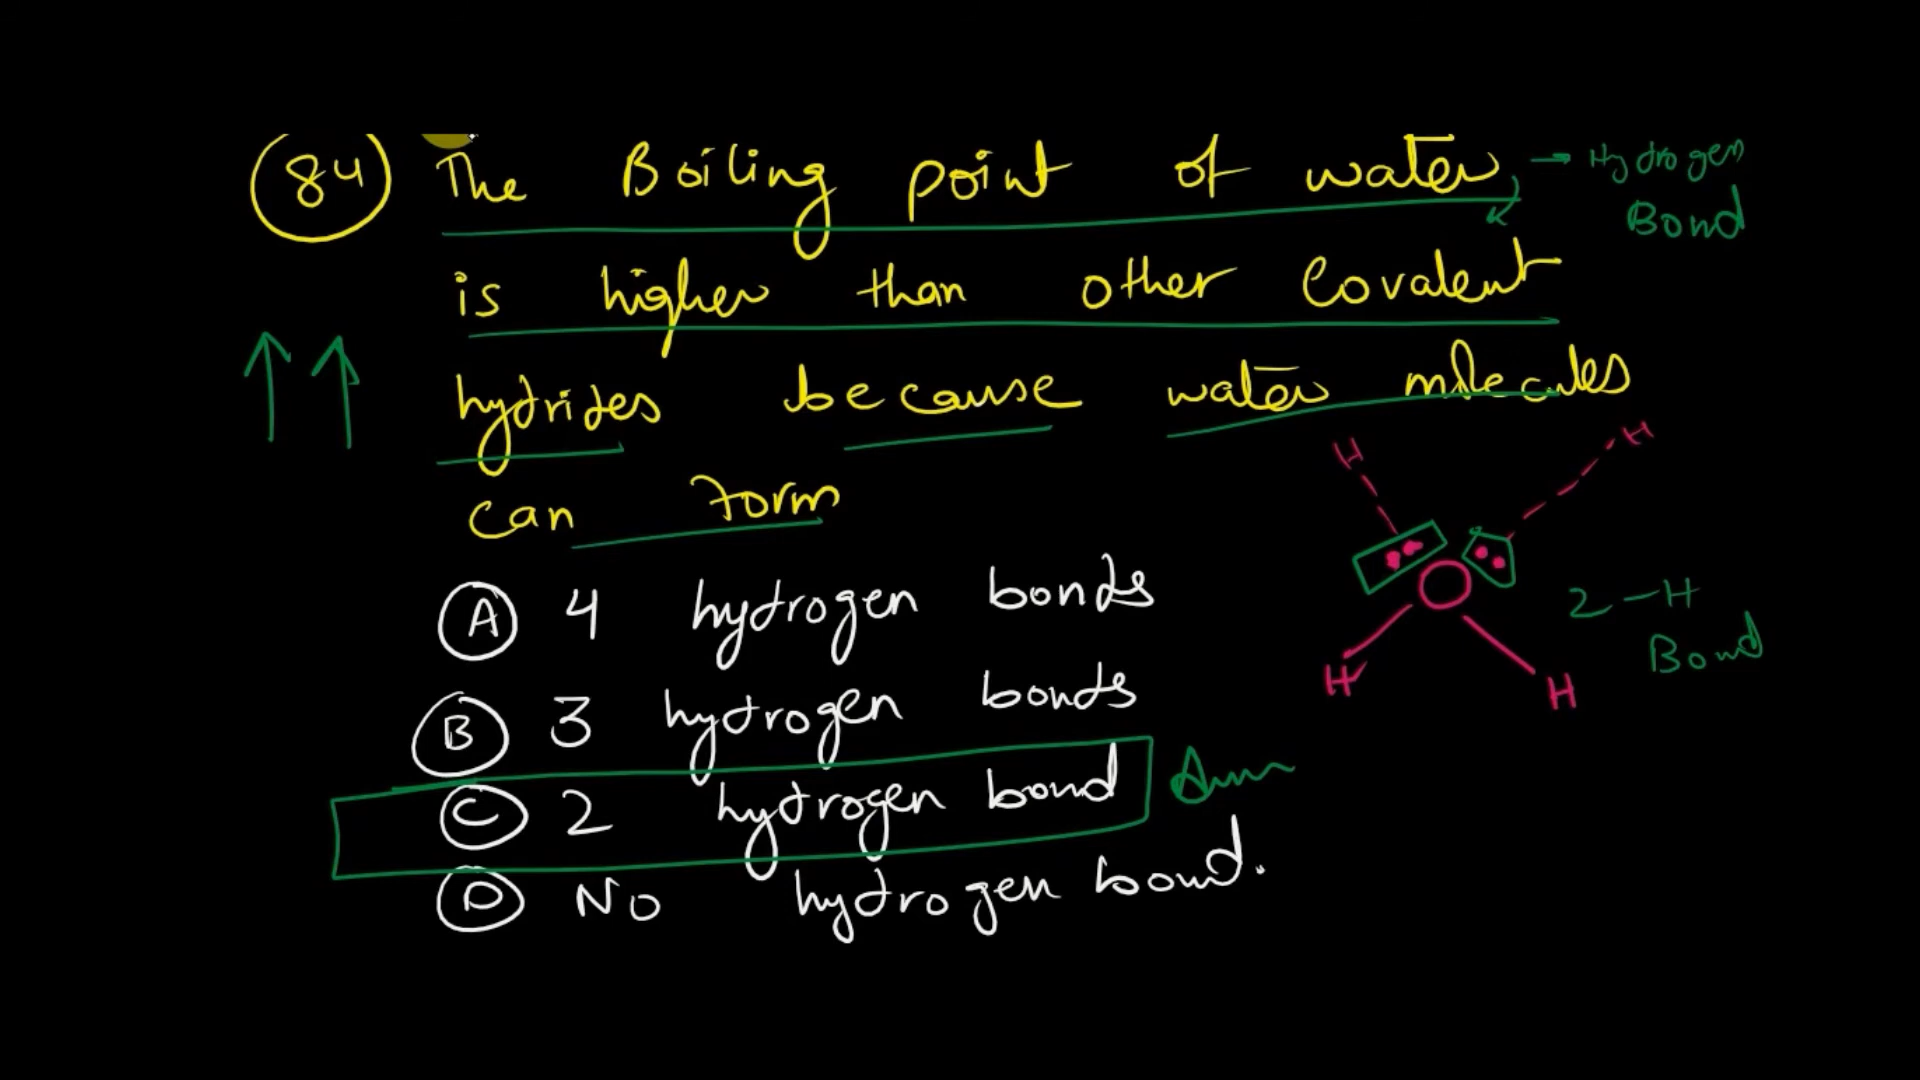 84 The Boiling point of water → Hydrogen
Bond
is higher than other Covalent
hydrides because water molecules
can form
H H
A 4 hydrogen bonds
2-H
Bond
H H
B 3 hydrogen bonds
C 2 hydrogen bond
D No hydrogen bond.